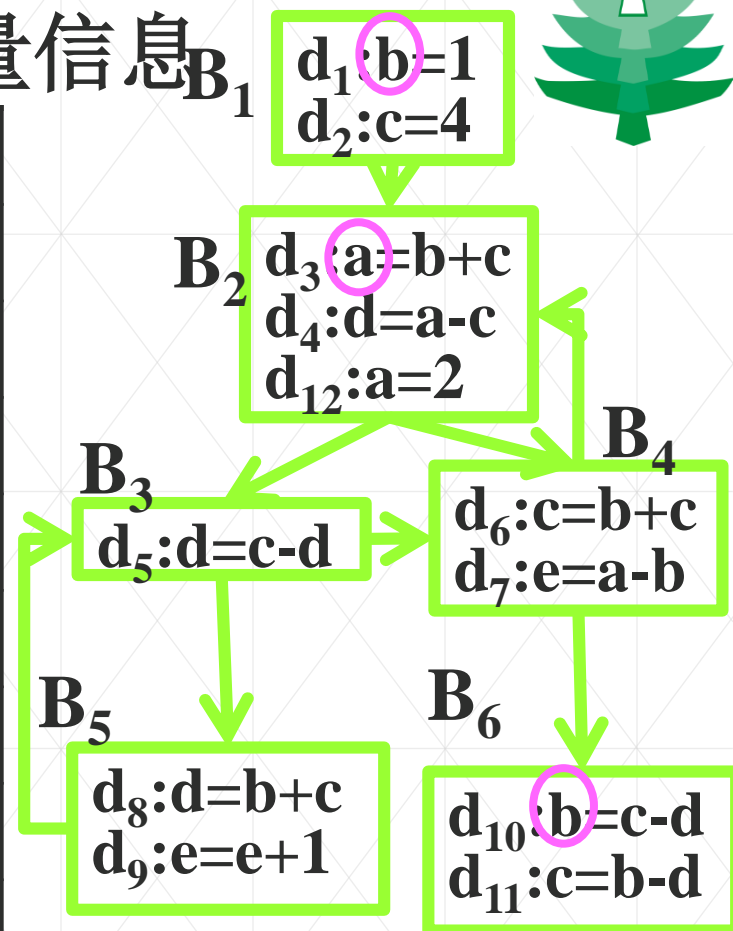 量信息
B₁
d₁:b=1
d₂:c=4
B₂
d₃:a=b+c
d₄:d=a-c
d₁₂:a=2
B₃
d₅:d=c-d
B₄
d₆:c=b+c
d₇:e=a-b
B₅
d₈:d=b+c
d₉:e=e+1
B₆
d₁₀:b=c-d
d₁₁:c=b-d